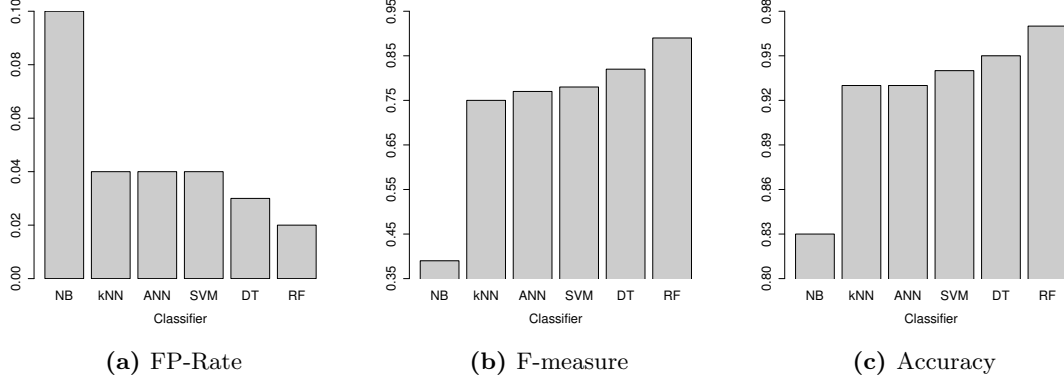 0.00 0.02 0.04 0.06 0.08 0.10
NB kNN ANN SVM DT RF
Classifier
(a) FP-Rate
0.35 0.45 0.55 0.65 0.75 0.85 0.95
NB kNN ANN SVM DT RF
Classifier
(b) F-measure
0.80 0.83 0.86 0.89 0.92 0.95 0.98
NB kNN ANN SVM DT RF
Classifier
(c) Accuracy